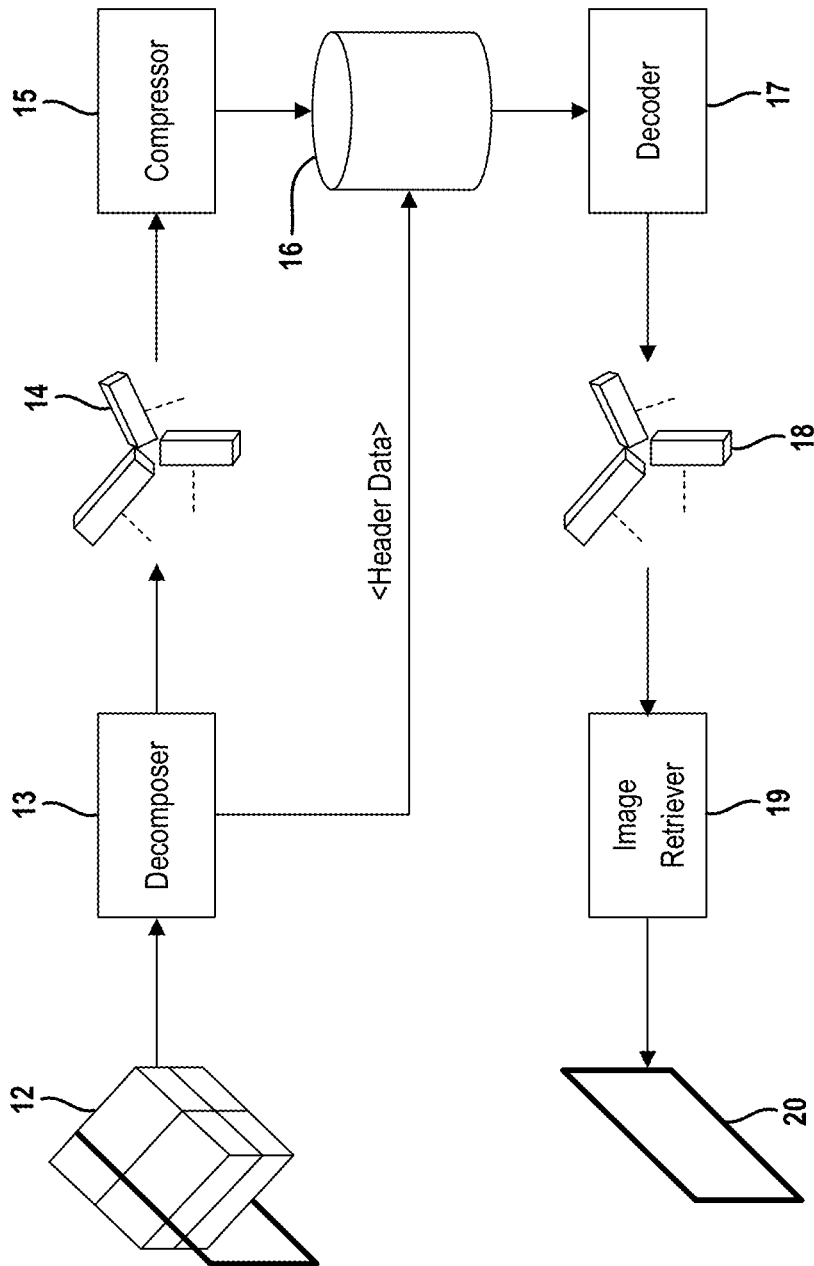 12
13
Decomposer
14
15
Compressor
<Header Data>
16
20
Image
Retriever
19
18
Decoder
17